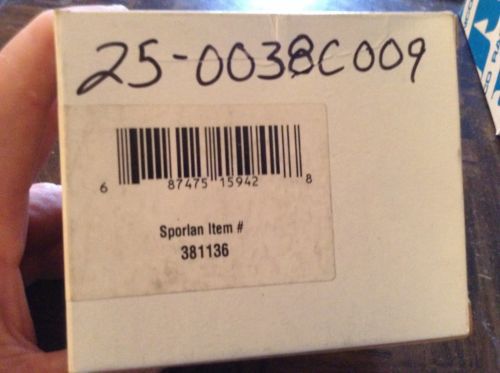 25-0038C009
6 87475 15942 8
Sporlan Item #
381136